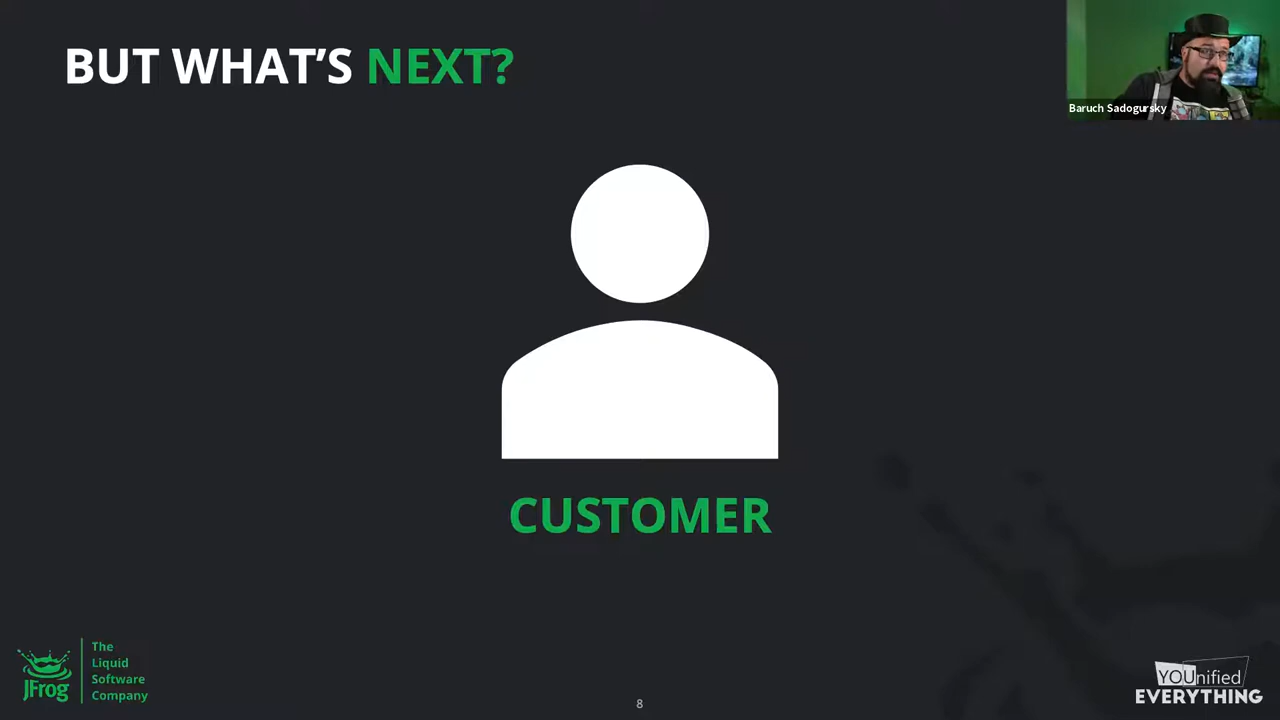 BUT WHAT'S NEXT?
Baruch Sadogursky
CUSTOMER
JFrog
The
Liquid
Software
Company
8
YOUnified
EVERYTHING